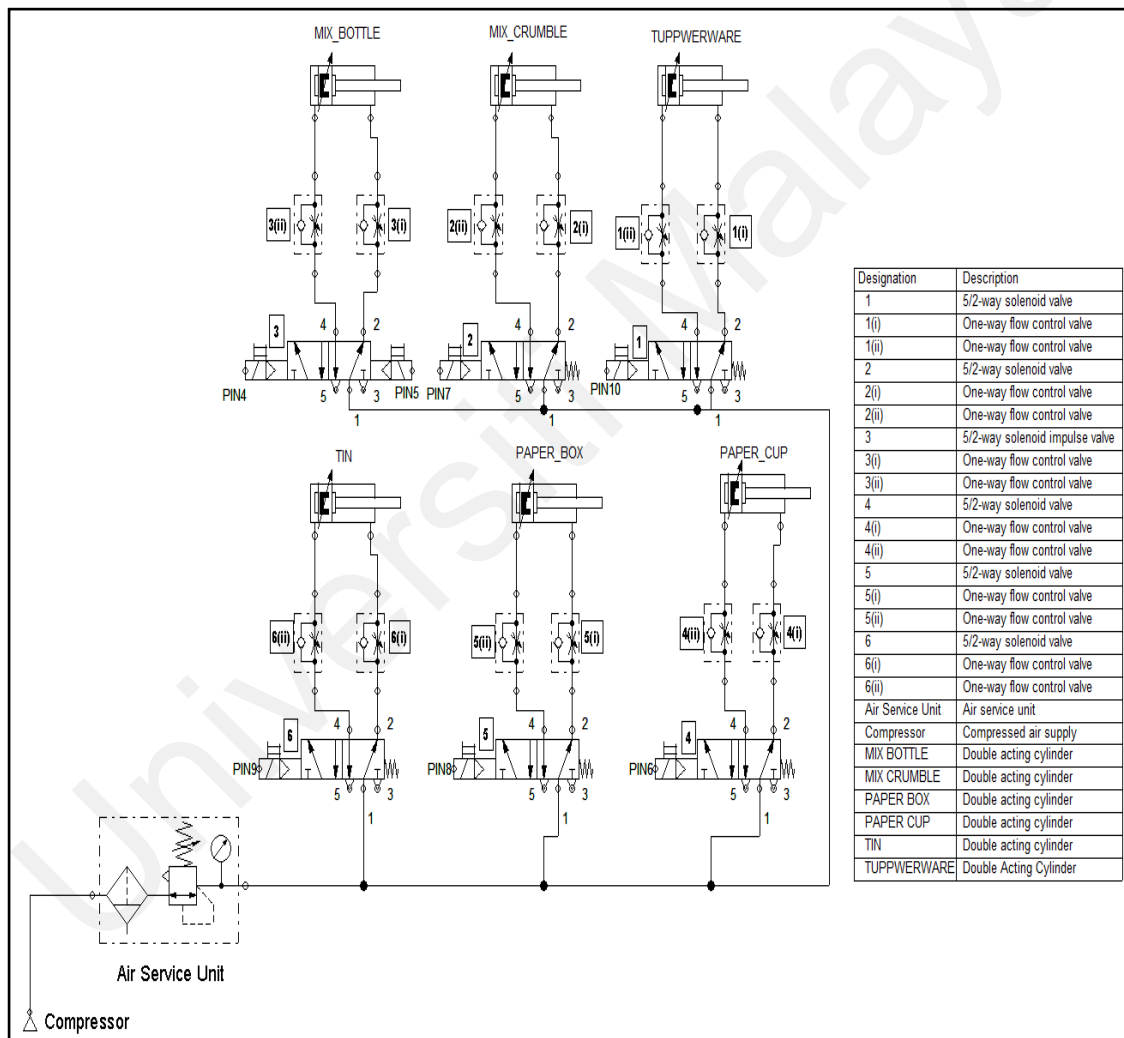 MIX_BOTTLE
MIX_CRUMBLE
TUPPWERWARE
3(ii)
3(i)
2(ii)
2(i)
1(ii)
1(i)
3
4
2
2
4
2
1
4
2
PIN4
5
3
PIN5
PIN7
5
3
PIN10
5
3
1
1
1
TIN
PAPER_BOX
PAPER_CUP
6(ii)
6(i)
5(ii)
5(i)
4(ii)
4(i)
6
4
2
5
4
2
4
4
2
PIN9
5
3
PIN8
5
3
PIN6
5
3
1
1
1
Air Service Unit
Compressor
Designation Description
1 5/2-way solenoid valve
1(i) One-way flow control valve
1(ii) One-way flow control valve
2 5/2-way solenoid valve
2(i) One-way flow control valve
2(ii) One-way flow control valve
3 5/2-way solenoid impulse valve
3(i) One-way flow control valve
3(ii) One-way flow control valve
4 5/2-way solenoid valve
4(i) One-way flow control valve
4(ii) One-way flow control valve
5 5/2-way solenoid valve
5(i) One-way flow control valve
5(ii) One-way flow control valve
6 5/2-way solenoid valve
6(i) One-way flow control valve
6(ii) One-way flow control valve
Air Service Unit Air service unit
Compressor Compressed air supply
MIX BOTTLE Double acting cylinder
MIX CRUMBLE Double acting cylinder
PAPER BOX Double acting cylinder
PAPER CUP Double acting cylinder
TIN Double acting cylinder
TUPPWERWARE Double Acting Cylinder
Universiti Malaya